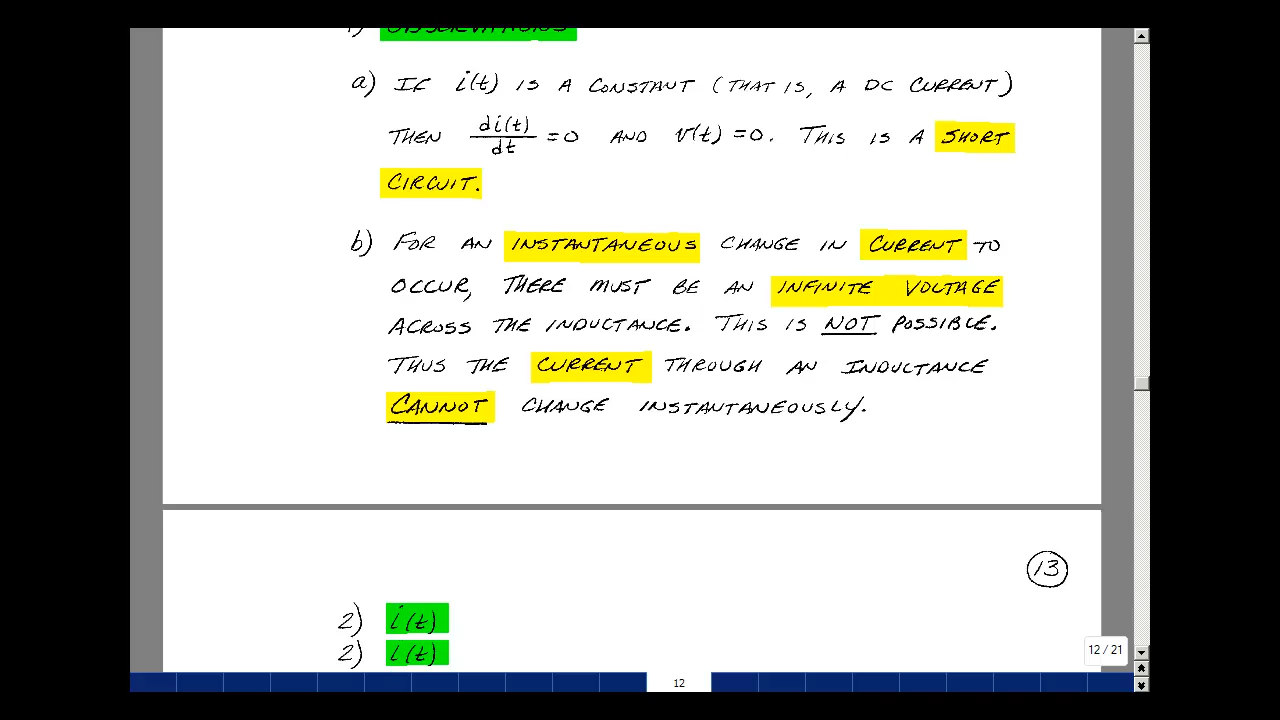 a) IF i(t) IS A CONSTANT (THAT IS, A DC CURRENT)
THEN di(t)/dt = 0 AND v(t) = 0. THIS IS A SHORT
CIRCUIT.
b) FOR AN INSTANTANEOUS CHANGE IN CURRENT TO
OCCUR, THERE MUST BE AN INFINITE VOLTAGE
ACROSS THE INDUCTANCE. THIS IS NOT POSSIBLE.
THUS THE CURRENT THROUGH AN INDUCTANCE
CANNOT CHANGE INSTANTANEOUSLY.
13
2) i(t)
2) i(t)
12 / 21
12